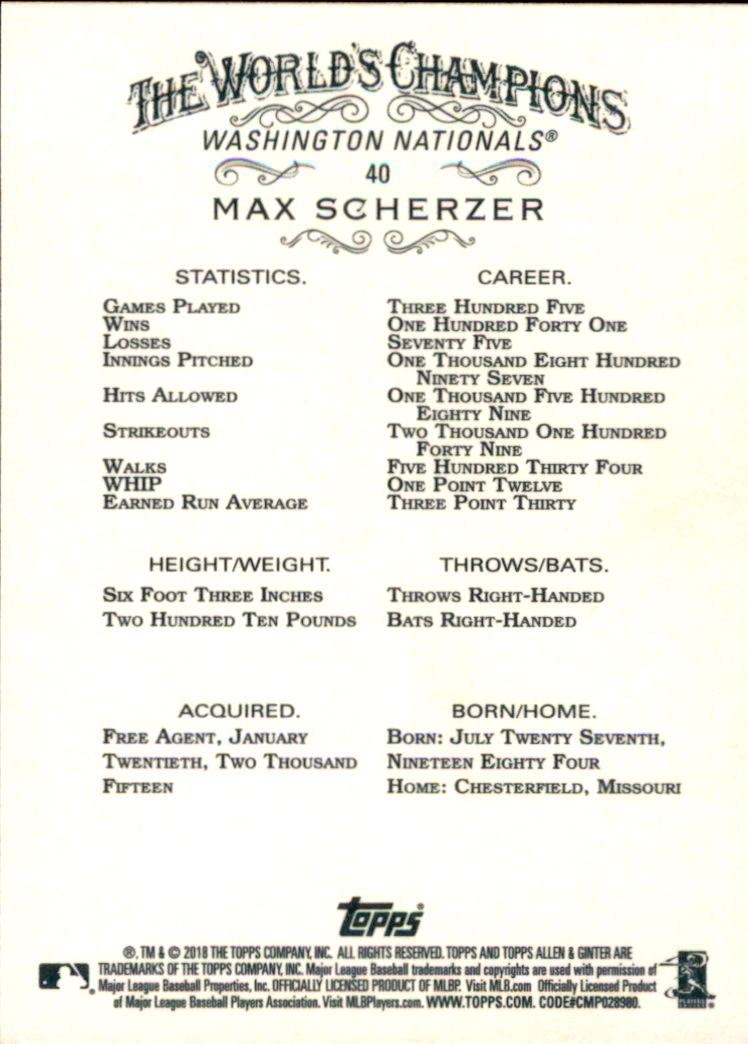 THE WORLD'S CHAMPIONS
WASHINGTON NATIONALS®
40
MAX SCHERZER
STATISTICS. CAREER.
GAMES PLAYED THREE HUNDRED FIVE
WINS ONE HUNDRED FORTY ONE
LOSSES SEVENTY FIVE
INNINGS PITCHED ONE THOUSAND EIGHT HUNDRED
NINETY SEVEN
HITS ALLOWED ONE THOUSAND FIVE HUNDRED
EIGHTY NINE
STRIKEOUTS TWO THOUSAND ONE HUNDRED
FORTY NINE
WALKS FIVE HUNDRED THIRTY FOUR
WHIP ONE POINT TWELVE
EARNED RUN AVERAGE THREE POINT THIRTY
HEIGHT/WEIGHT. THROWS/BATS.
SIX FOOT THREE INCHES THROWS RIGHT-HANDED
TWO HUNDRED TEN POUNDS BATS RIGHT-HANDED
ACQUIRED. BORN/HOME.
FREE AGENT, JANUARY BORN: JULY TWENTY SEVENTH,
TWENTIETH, TWO THOUSAND NINETEEN EIGHTY FOUR
FIFTEEN HOME: CHESTERFIELD, MISSOURI
topps®
®, TM & © 2018 THE TOPPS COMPANY, INC. ALL RIGHTS RESERVED. TOPPS AND TOPPS ALLEN & GINTER ARE
TRADEMARKS OF THE TOPPS COMPANY, INC. Major League Baseball trademarks and copyrights are used with permission of
Major League Baseball Properties, Inc. OFFICIALLY LICENSED PRODUCT OF MLBP. Visit MLB.com Officially Licensed Product
of Major League Baseball Players Association. Visit MLBPlayers.com. WWW.TOPPS.COM. CODE#CMP028980.